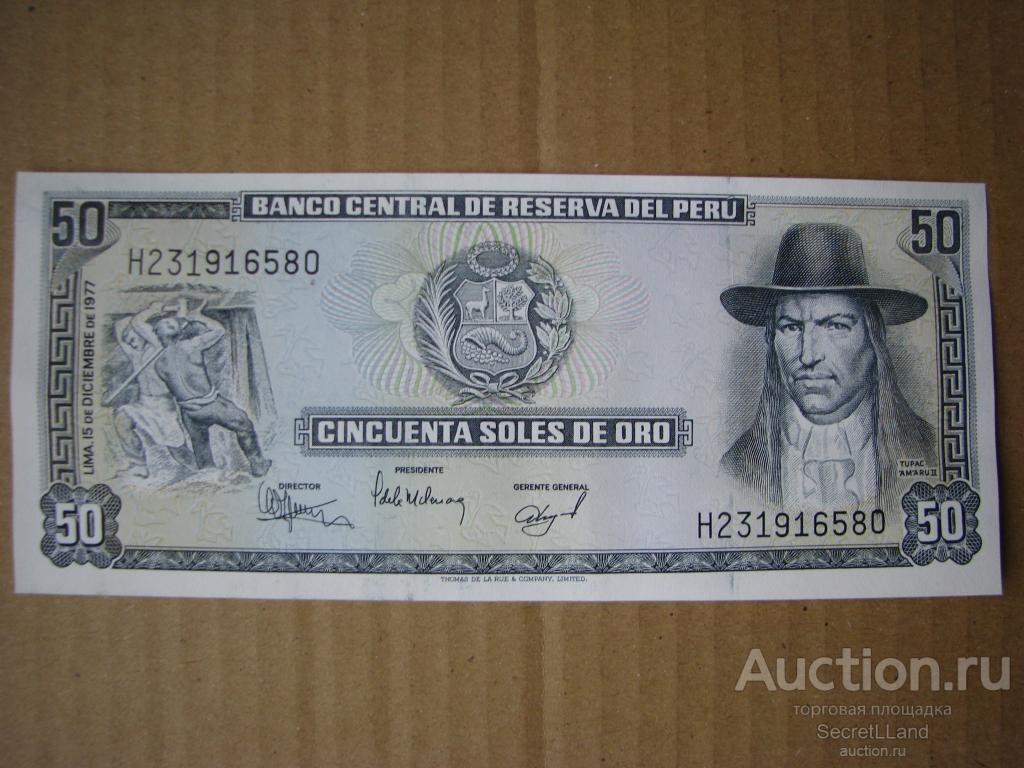 BANCO CENTRAL DE RESERVA DEL PERÚ
50
50
H231916580
LIMA 15 DE DICIEMBRE DE 1977
CINCUENTA SOLES DE ORO
PRESIDENTE
DIRECTOR
GERENTE GENERAL
TUPAC
AMARU II
H231916580
50
50
THOMAS DE LA RUE & COMPANY, LIMITED.
Auction.ru
торговая площадка
SecretLLand
auction.ru